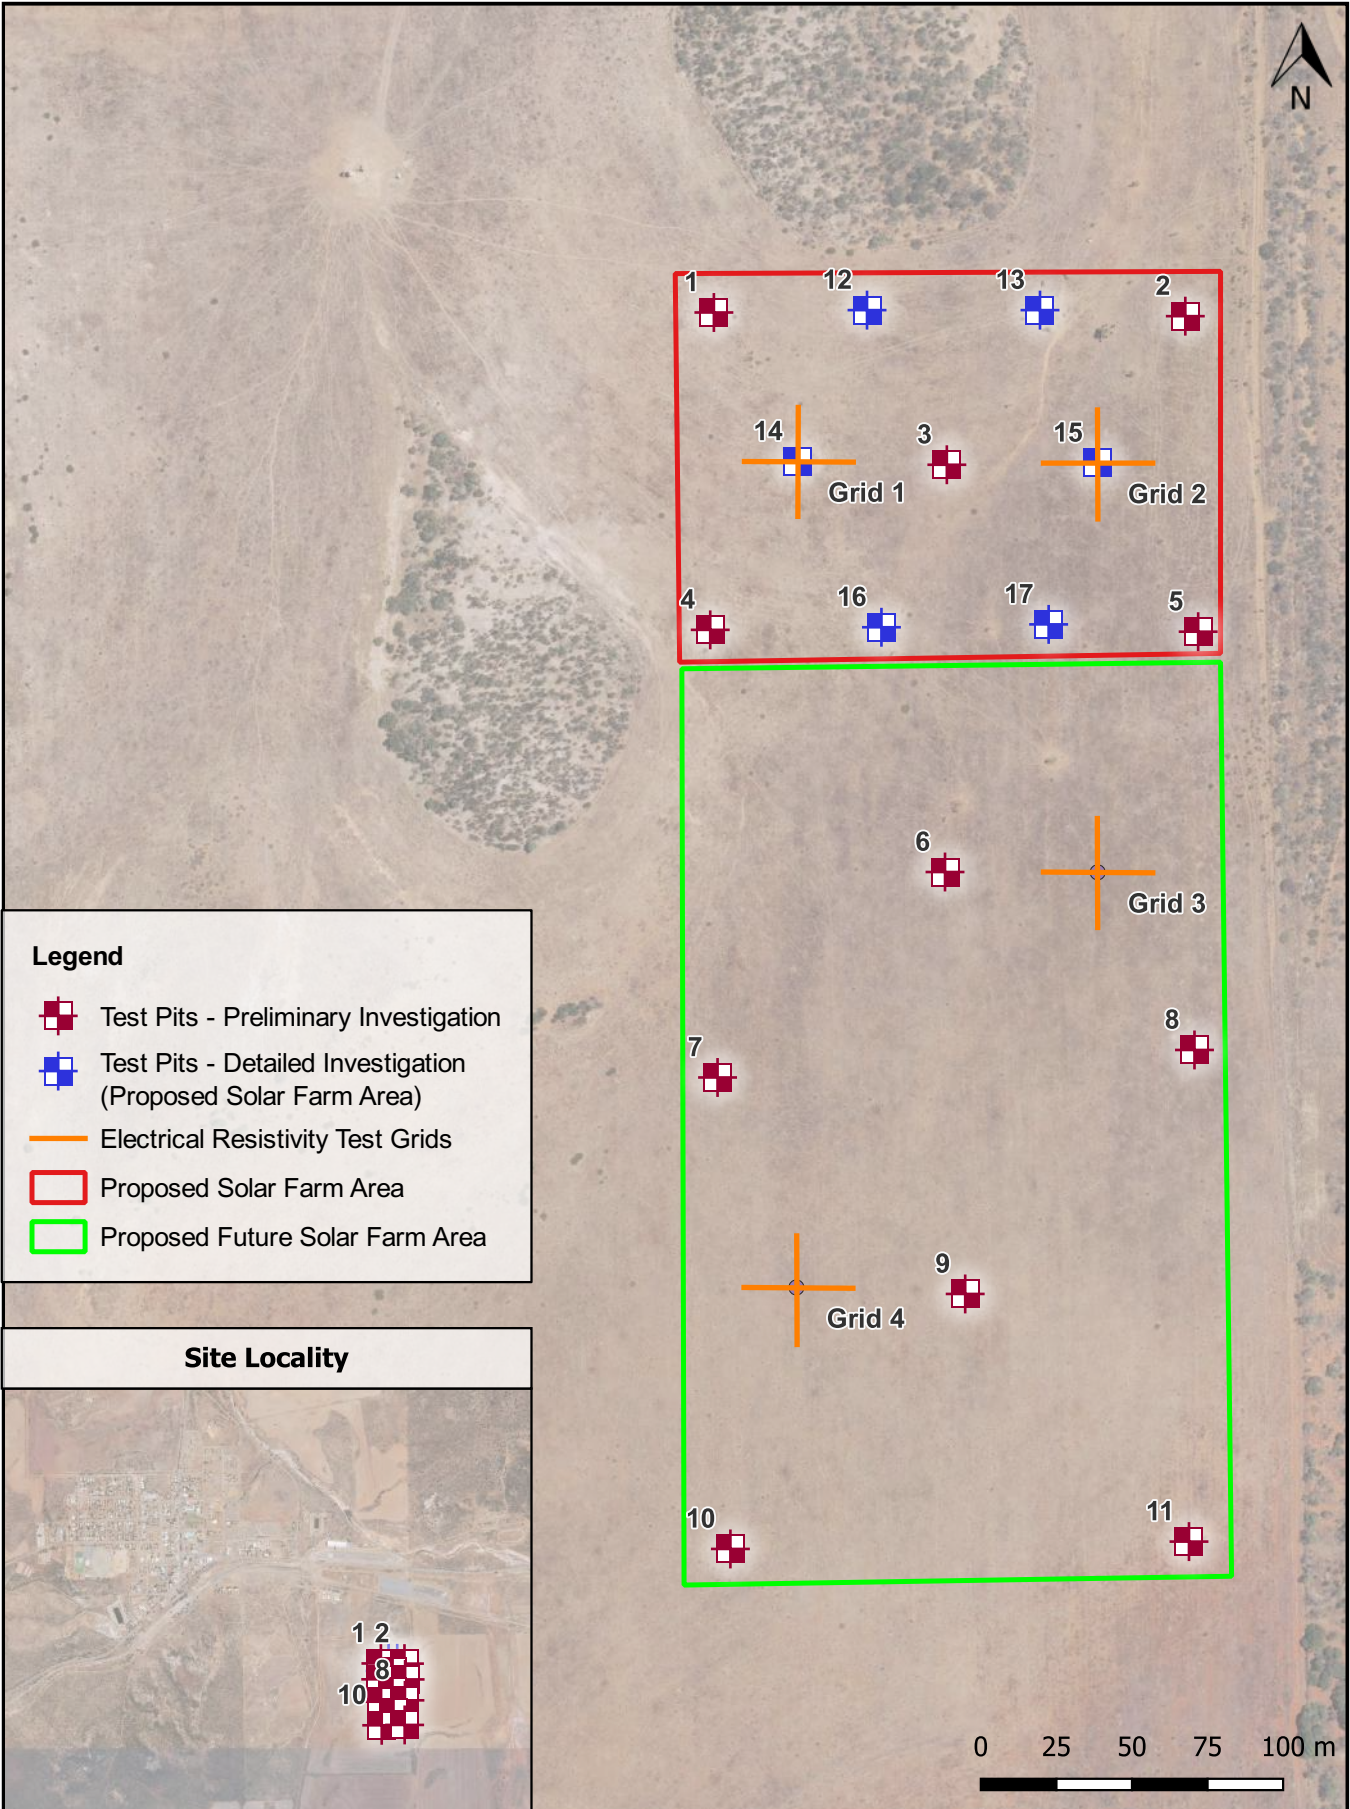 N
1
12
13
2
14
3
15
Grid 1
Grid 2
4
16
17
5
6
Grid 3
7
8
9
Grid 4
10
11
Legend
Test Pits - Preliminary Investigation
Test Pits - Detailed Investigation
(Proposed Solar Farm Area)
Electrical Resistivity Test Grids
Proposed Solar Farm Area
Proposed Future Solar Farm Area
Site Locality
1 2
8
10
0 25 50 75 100 m